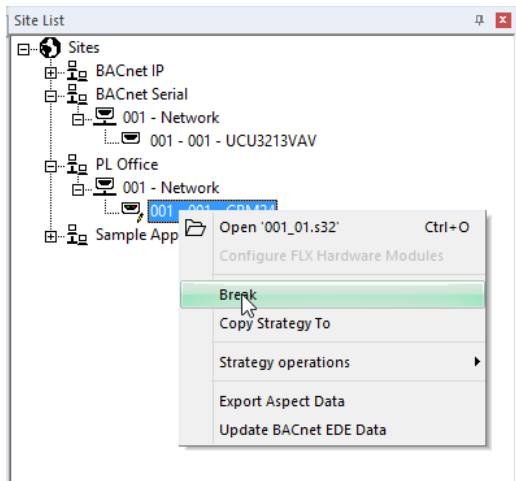 Site List
Sites
BACnet IP
BACnet Serial
001 - Network
001 - 001 - UCU3213VAV
PL Office
001 - Network
001 - 001 -
Sample App
Open '001_01.s32' Ctrl+O
Configure FLX Hardware Modules
Break
Copy Strategy To
Strategy operations
Export Aspect Data
Update BACnet EDE Data